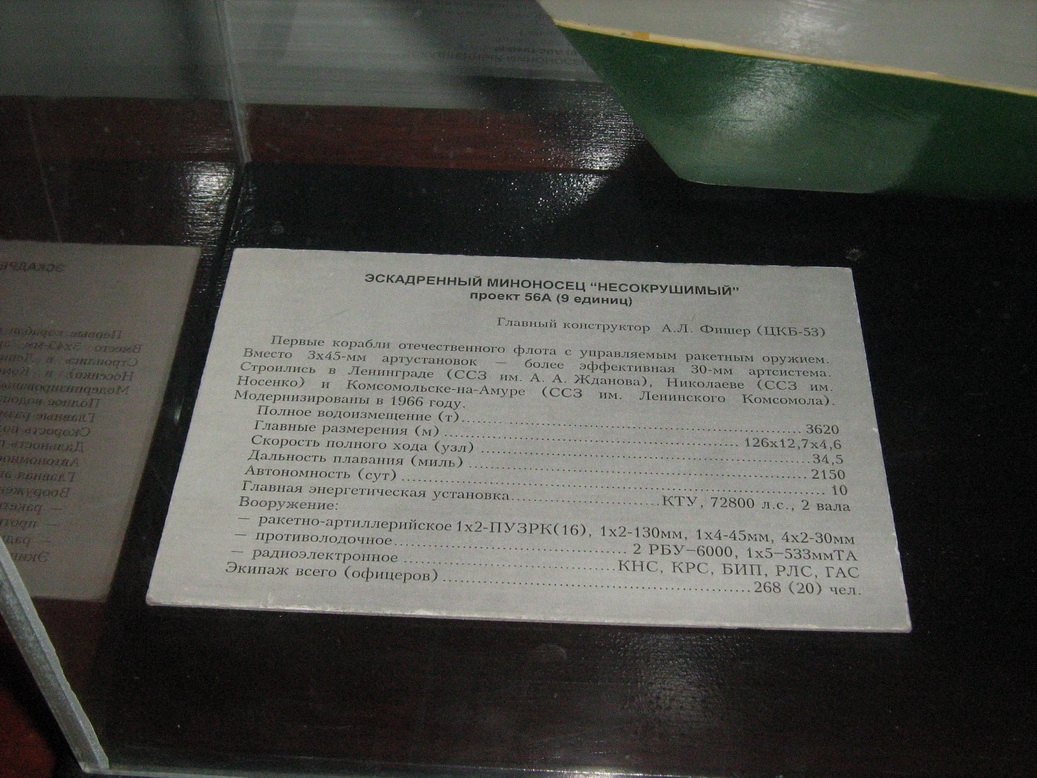 ЭСКАДРЕННЫЙ МИНОНОСЕЦ “НЕСОКРУШИМЫЙ”
проект 56А (9 единиц)
Главный конструктор А.Л. Фишер (ЦКБ-53)
Первые корабли отечественного флота с управляемым ракетным оружием.
Вместо 3х45-мм артустановок — более эффективная 30-мм артсистема.
Строились в Ленинграде (ССЗ им. А. А. Жданова), Николаеве (ССЗ им.
Носенко) и Комсомольске-на-Амуре (ССЗ им. Ленинского Комсомола).
Модернизированы в 1966 году.
Полное водоизмещение (т)........................................3620
Главные размерения (м)........................................126х12,7х4,6
Скорость полного хода (узл)........................................34,5
Дальность плавания (миль)........................................2150
Автономность (сут)........................................10
Главная энергетическая установка....................КТУ, 72800 л.с., 2 вала
Вооружение:
— ракетно-артиллерийское 1х2-ПУЗРК(16), 1х2-130мм, 1х4-45мм, 4х2-30мм
— противолодочное..............................2 РБУ–6000, 1х5–533ммТА
— радиоэлектронное..............................КНС, КРС, БИП, РЛС, ГАС
Экипаж всего (офицеров)........................................268 (20) чел.